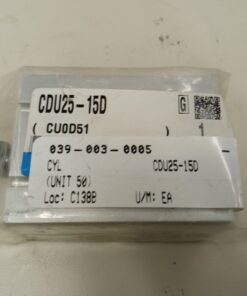 CDU25-15D
G
( CU0D51 ) 1
039-003-0005
CYL CDU25-15D
(UNIT 50)
Loc: C138B U/M: EA